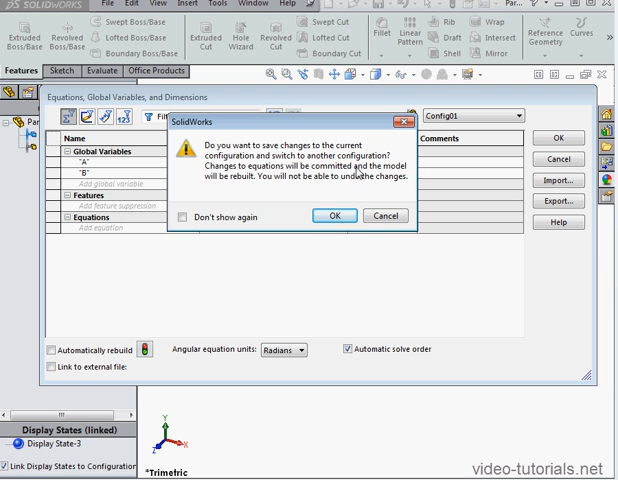 SOLIDWORKS
File Edit View Insert Tools Window Help
Par...
Extruded Boss/Base
Revolved Boss/Base
Swept Boss/Base
Lofted Boss/Base
Boundary Boss/Base
Extruded Cut
Hole Wizard
Revolved Cut
Swept Cut
Lofted Cut
Boundary Cut
Fillet
Linear Pattern
Rib
Draft
Shell
Wrap
Intersect
Mirror
Reference Geometry
Curves
Features Sketch Evaluate Office Products
Equations, Global Variables, and Dimensions
Config01
Name
Comments
Global Variables
"A"
"B"
Add global variable
Features
Add feature suppression
Equations
Add equation
OK
Cancel
Import...
Export...
Help
SolidWorks
Do you want to save changes to the current
configuration and switch to another configuration?
Changes to equations will be committed and the model
will be rebuilt. You will not be able to undo the changes.
Don't show again
OK
Cancel
Automatically rebuild
Angular equation units: Radians
Automatic solve order
Link to external file:
Display States (linked)
Display State-3
Link Display States to Configuration
Y
X
Z
*Trimetric
video-tutorials.net